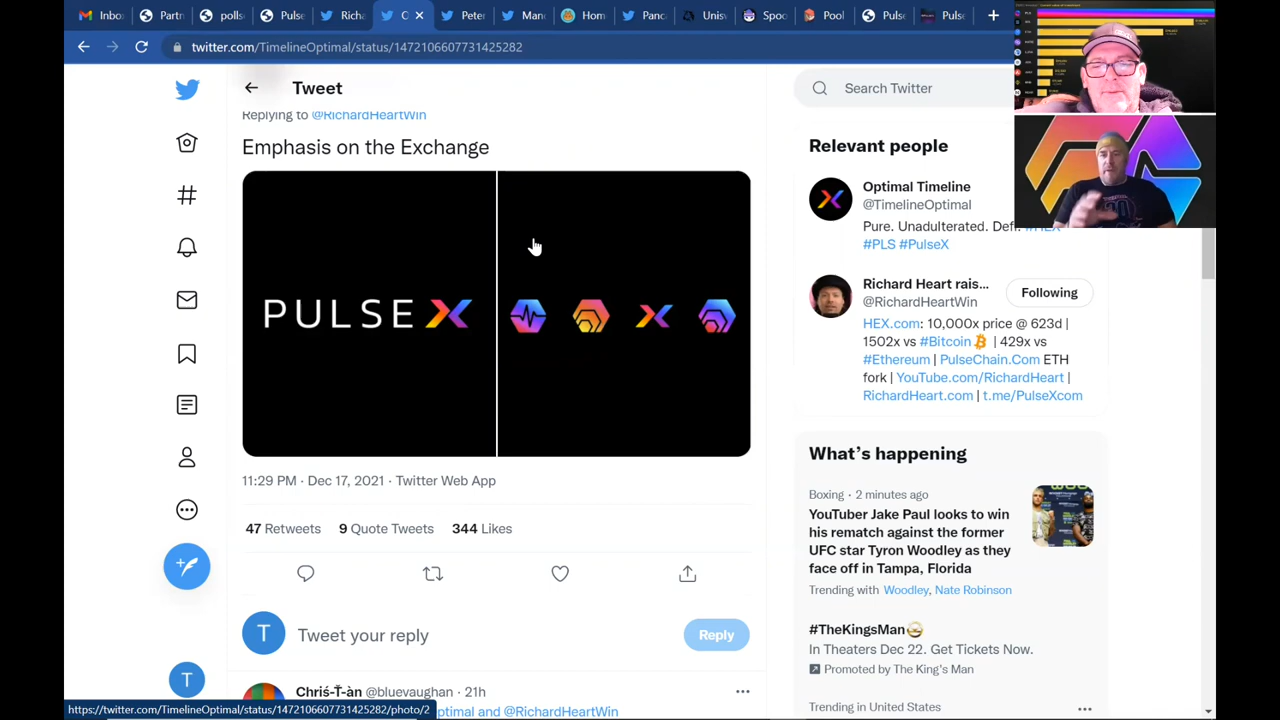 Inbo
Partn
polls
Pulse
Richa
C
Peter
Mand
Hom
Panca
Unisv
Spoo
Pool
Pulse
Pulse
twitter.com/TimelineOptimal/status/1472106607731425282
Tweet
Search Twitter
Replying to @RichardHeartWin
Emphasis on the Exchange
PULSE X
11:29 PM · Dec 17, 2021 · Twitter Web App
47 Retweets 9 Quote Tweets 344 Likes
T
Tweet your reply
Reply
Chriś-Ť-àn @bluevaughan · 21h
ptimal and @RichardHeartWin
T
https://twitter.com/TimelineOptimal/status/1472106607731425282/photo/2
Relevant people
Optimal Timeline
@TimelineOptimal
Pure. Unadulterated. Defi. #HEX
#PLS #PulseX
Richard Heart rais...
@RichardHeartWin
Following
HEX.com: 10,000x price @ 623d |
1502x vs #Bitcoin | 429x vs
#Ethereum | PulseChain.Com ETH
fork | YouTube.com/RichardHeart |
RichardHeart.com | t.me/PulseXcom
What's happening
Boxing · 2 minutes ago
YouTuber Jake Paul looks to win
his rematch against the former
UFC star Tyron Woodley as they
face off in Tampa, Florida
Trending with Woodley, Nate Robinson
#TheKingsMan
In Theaters Dec 22. Get Tickets Now.
Promoted by The King's Man
Trending in United States